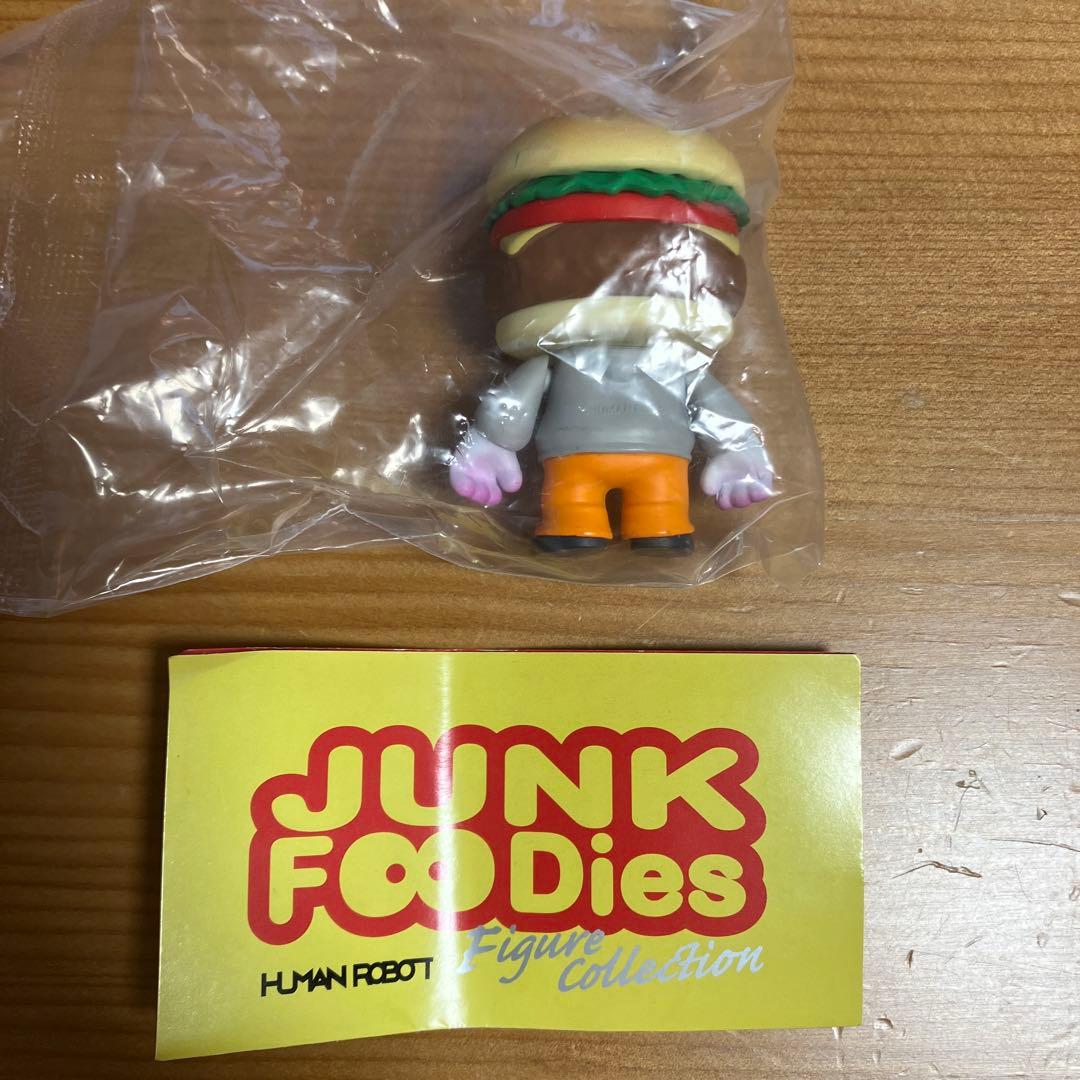 JUNK
FOODies
HUMAN ROBOT
Figure
Collection